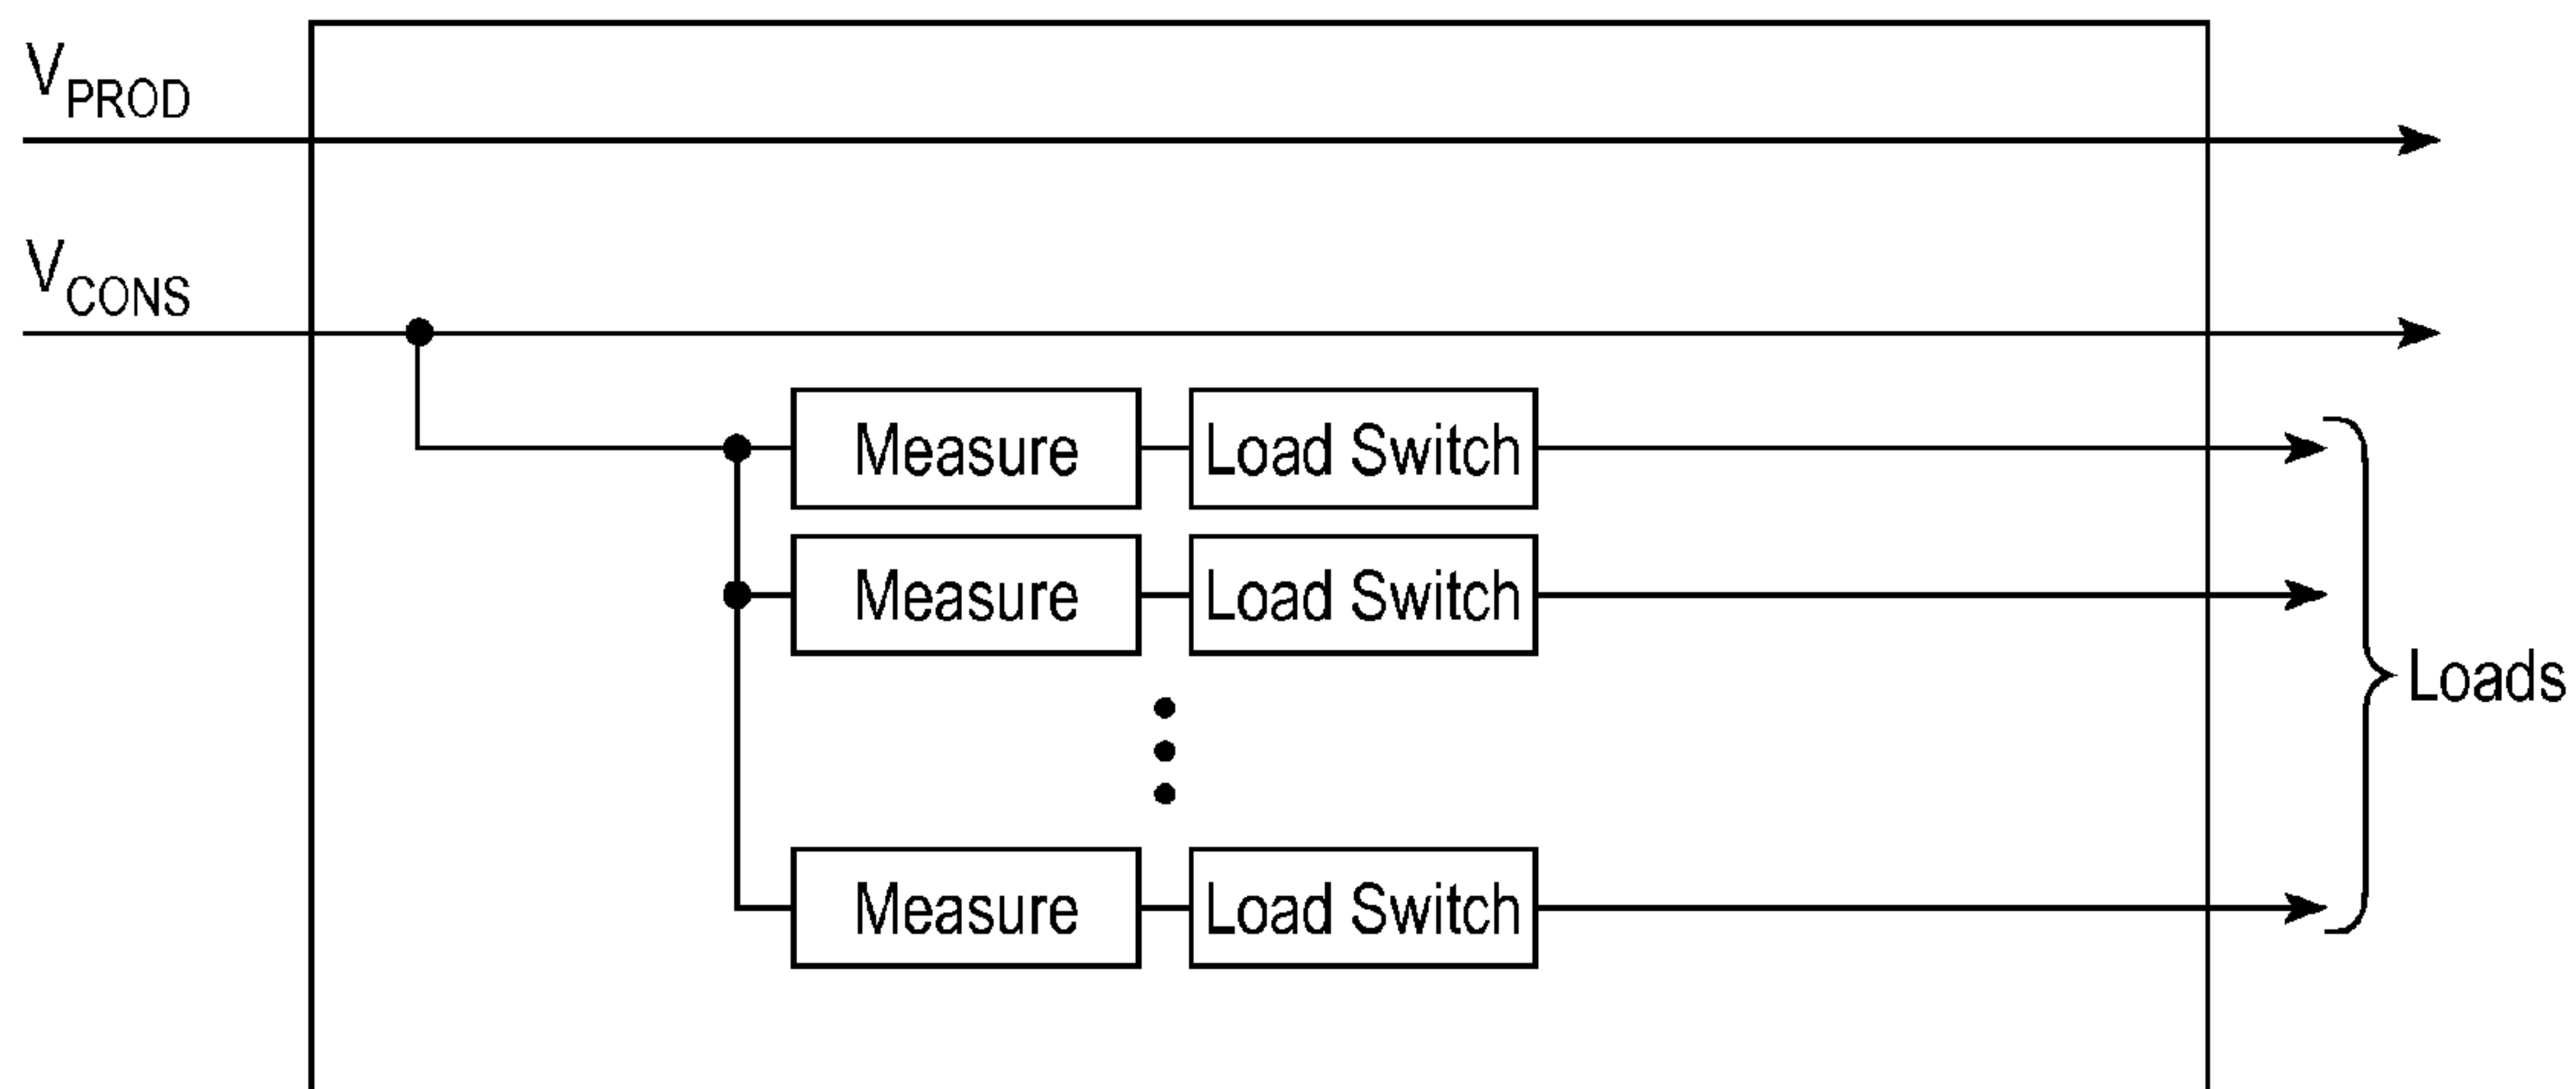 VPROD
VCONS
Measure Load Switch
Measure Load Switch
Loads
Measure Load Switch